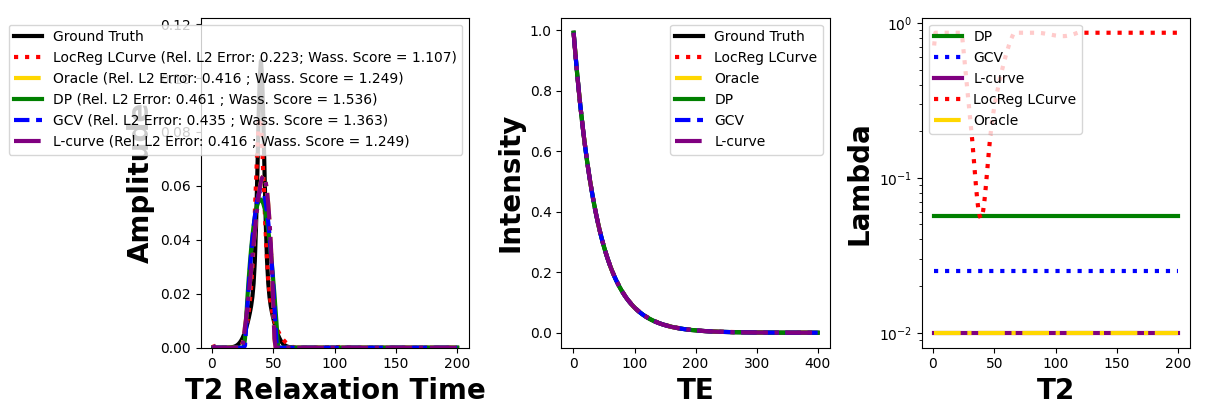 0.12
0.08
0.06
0.04
0.02
0.00
0
50
100
150
200
Amplitude
T2 Relaxation Time
Ground Truth
LocReg LCurve (Rel. L2 Error: 0.223; Wass. Score = 1.107)
Oracle (Rel. L2 Error: 0.416 ; Wass. Score = 1.249)
DP (Rel. L2 Error: 0.461 ; Wass. Score = 1.536)
GCV (Rel. L2 Error: 0.435 ; Wass. Score = 1.363)
L-curve (Rel. L2 Error: 0.416 ; Wass. Score = 1.249)
1.0
0.8
0.6
0.4
0.2
0.0
0
100
200
300
400
Intensity
TE
Ground Truth
LocReg LCurve
Oracle
DP
GCV
L-curve
10⁰
10⁻¹
10⁻²
0
50
100
150
200
Lambda
T2
DP
GCV
L-curve
LocReg LCurve
Oracle